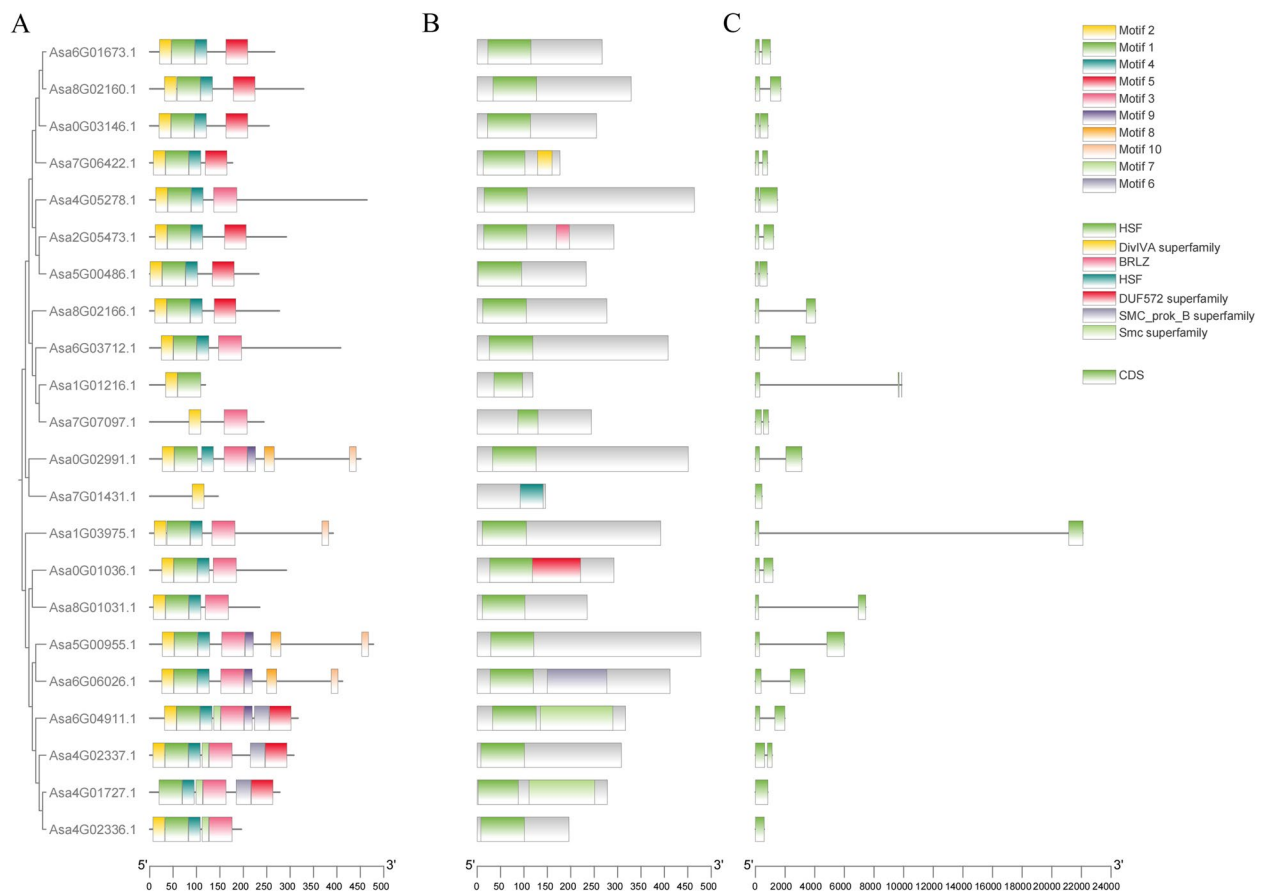 A
B
C
Asa6G01673.1
Asa8G02160.1
Asa0G03146.1
Asa7G06422.1
Asa4G05278.1
Asa2G05473.1
Asa5G00486.1
Asa8G02166.1
Asa6G03712.1
Asa1G01216.1
Asa7G07097.1
Asa0G02991.1
Asa7G01431.1
Asa1G03975.1
Asa0G01036.1
Asa8G01031.1
Asa5G00955.1
Asa6G06026.1
Asa6G04911.1
Asa4G02337.1
Asa4G01727.1
Asa4G02336.1
Motif 2
Motif 1
Motif 4
Motif 5
Motif 3
Motif 9
Motif 8
Motif 10
Motif 7
Motif 6
HSF
DivIVA superfamily
BRLZ
HSF
DUF572 superfamily
SMC_prok_B superfamily
Smc superfamily
CDS
5' 3'
0 50 100 150 200 250 300 350 400 450 500
5' 3'
0 50 100 150 200 250 300 350 400 450 500
5' 3'
0 2000 4000 6000 8000 10000 12000 14000 16000 18000 20000 22000 24000